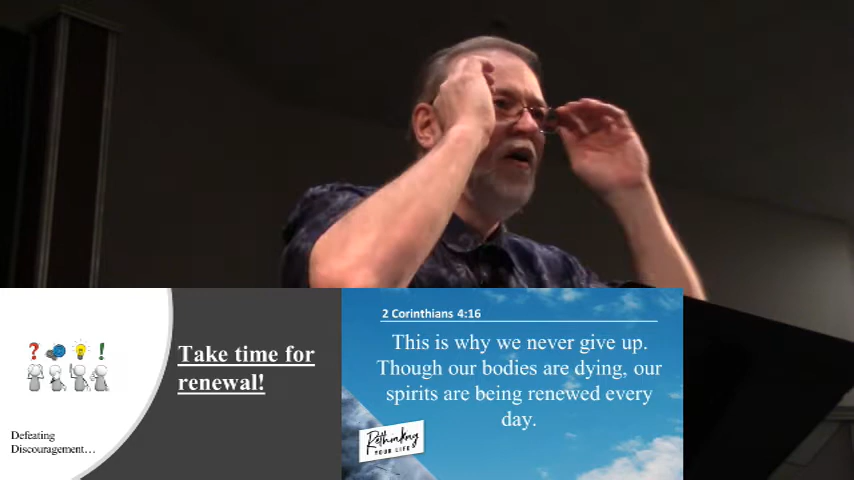 Take time for
renewal!
Defeating
Discouragement...
2 Corinthians 4:16
This is why we never give up.
Though our bodies are dying, our
spirits are being renewed every
day.
Rethinking
YOUR LIFE